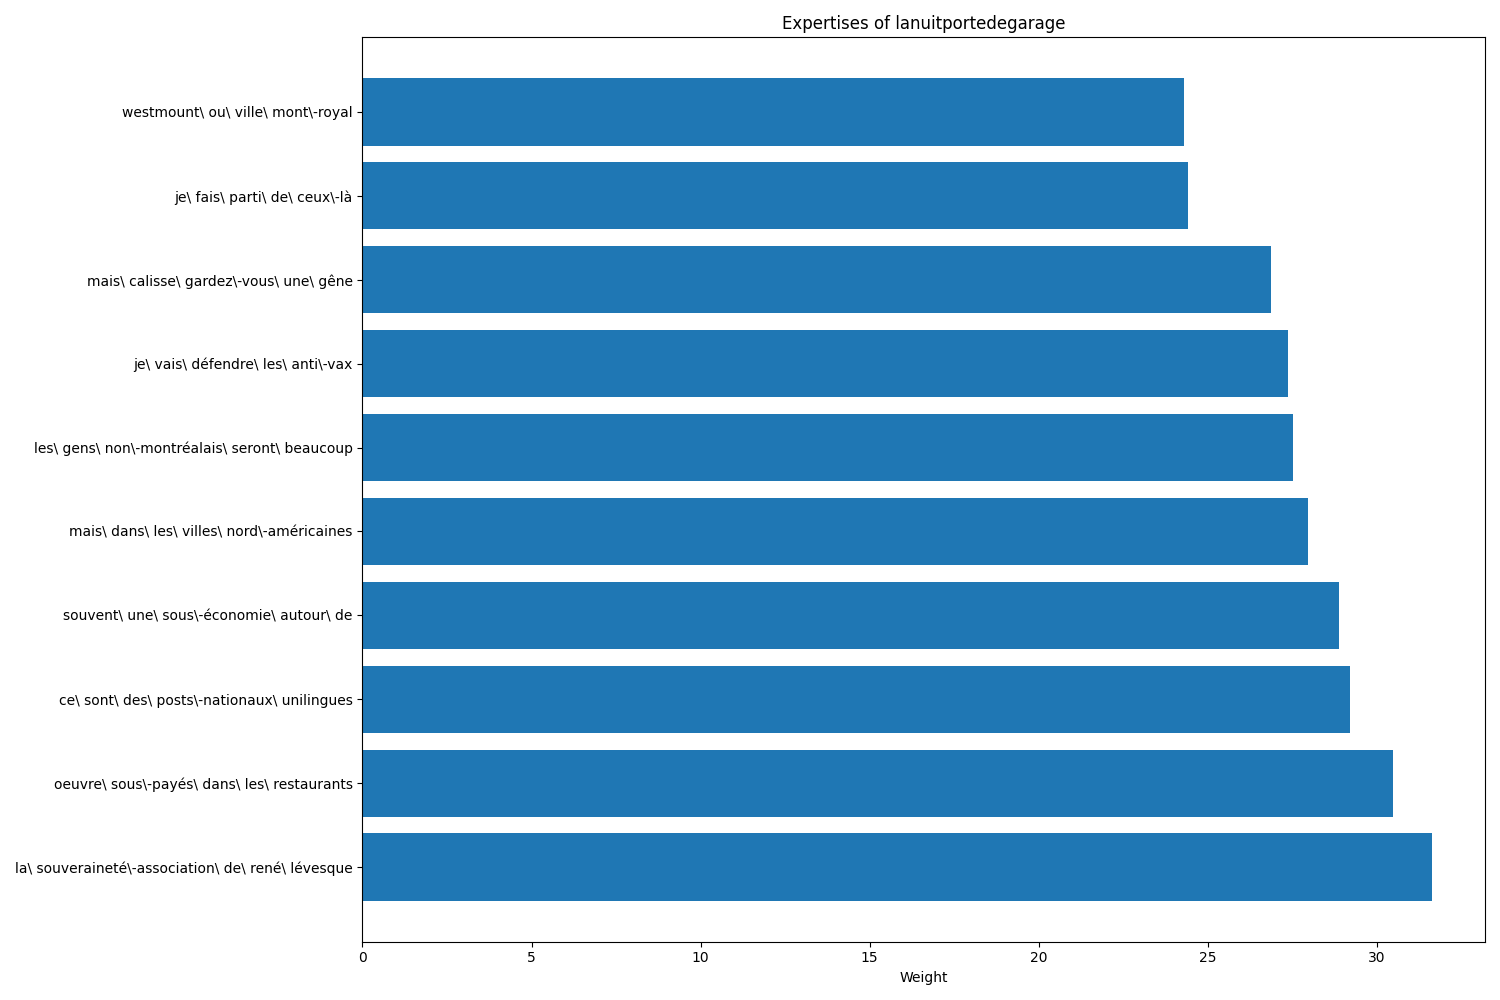 Expertises of lanuitportedegarage
westmount\ ou\ ville\ mont\-royal
je\ fais\ parti\ de\ ceux\-là
mais\ calisse\ gardez\-vous\ une\ gêne
je\ vais\ défendre\ les\ anti\-vax
les\ gens\ non\-montréalais\ seront\ beaucoup
mais\ dans\ les\ villes\ nord\-américaines
souvent\ une\ sous\-économie\ autour\ de
ce\ sont\ des\ posts\-nationaux\ unilingues
oeuvre\ sous\-payés\ dans\ les\ restaurants
la\ souveraineté\-association\ de\ rené\ lévesque
0 5 10 15 20 25 30
Weight